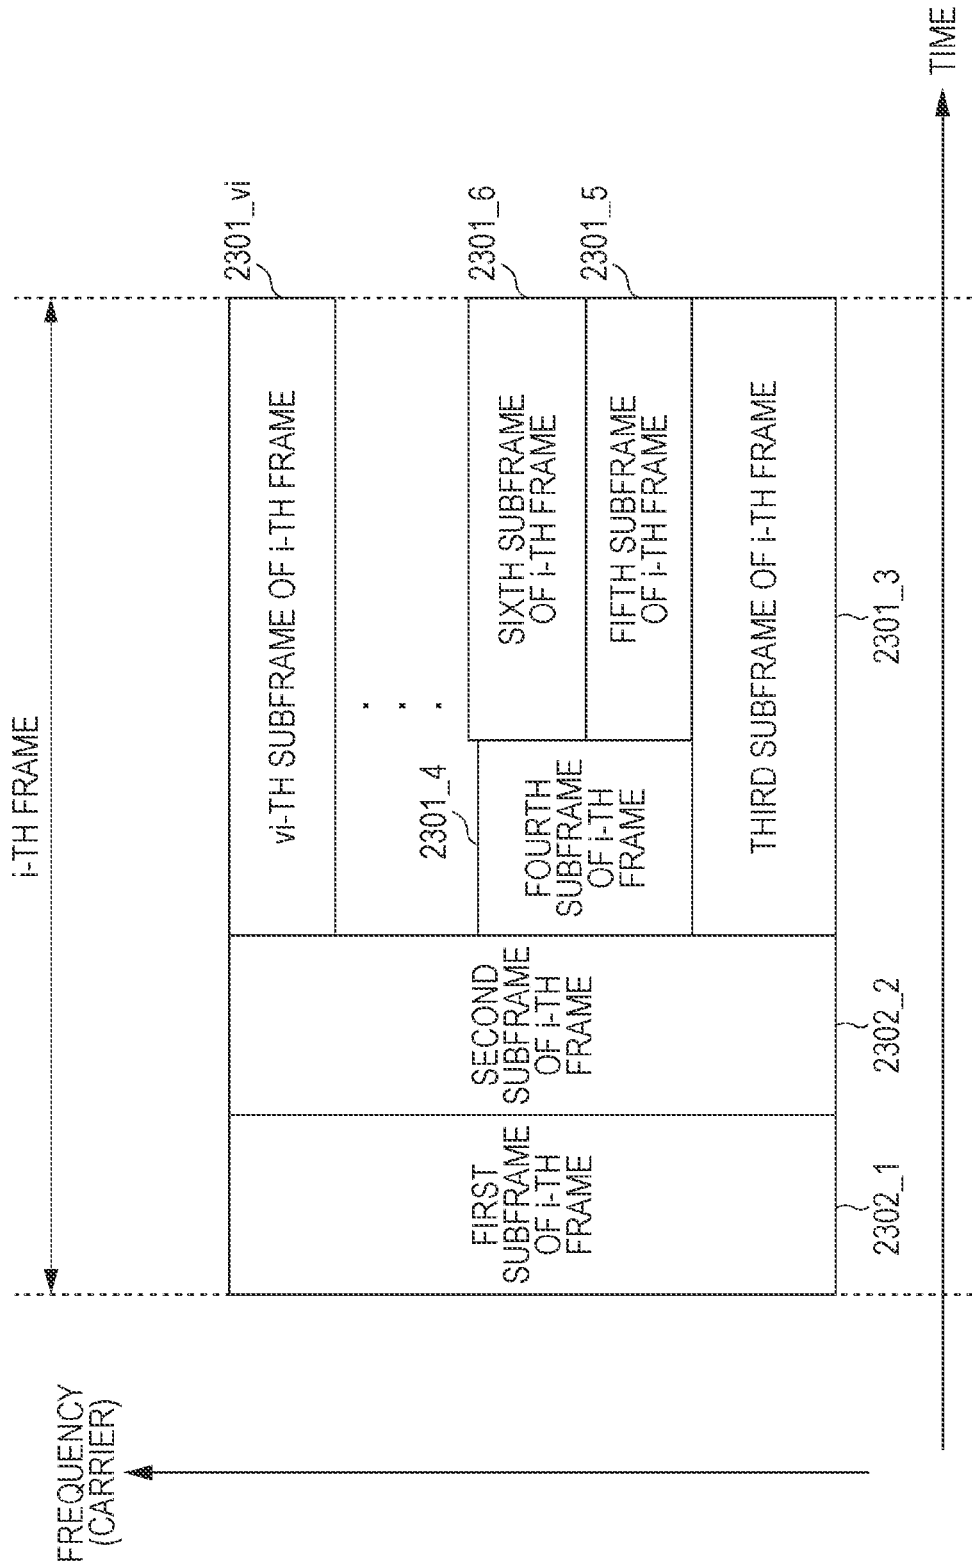 i-TH FRAME
FREQUENCY
(CARRIER)
vi-TH SUBFRAME OF i-TH FRAME
2301_vi
2301_4
SIXTH SUBFRAME
OF i-TH FRAME
2301_6
FIRST
SUBFRAME
OF i-TH
FRAME
SECOND
SUBFRAME
OF i-TH
FRAME
FOURTH
SUBFRAME
OF i-TH
FRAME
FIFTH SUBFRAME
OF i-TH FRAME
2301_5
THIRD SUBFRAME OF i-TH FRAME
2302_1
2302_2
2301_3
TIME